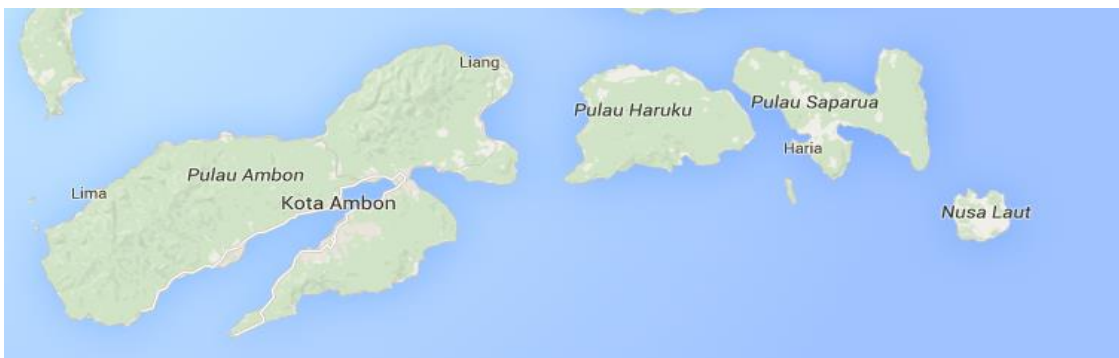 Liang
Pulau Haruku
Pulau Saparua
Haria
Pulau Ambon
Lima
Kota Ambon
Nusa Laut